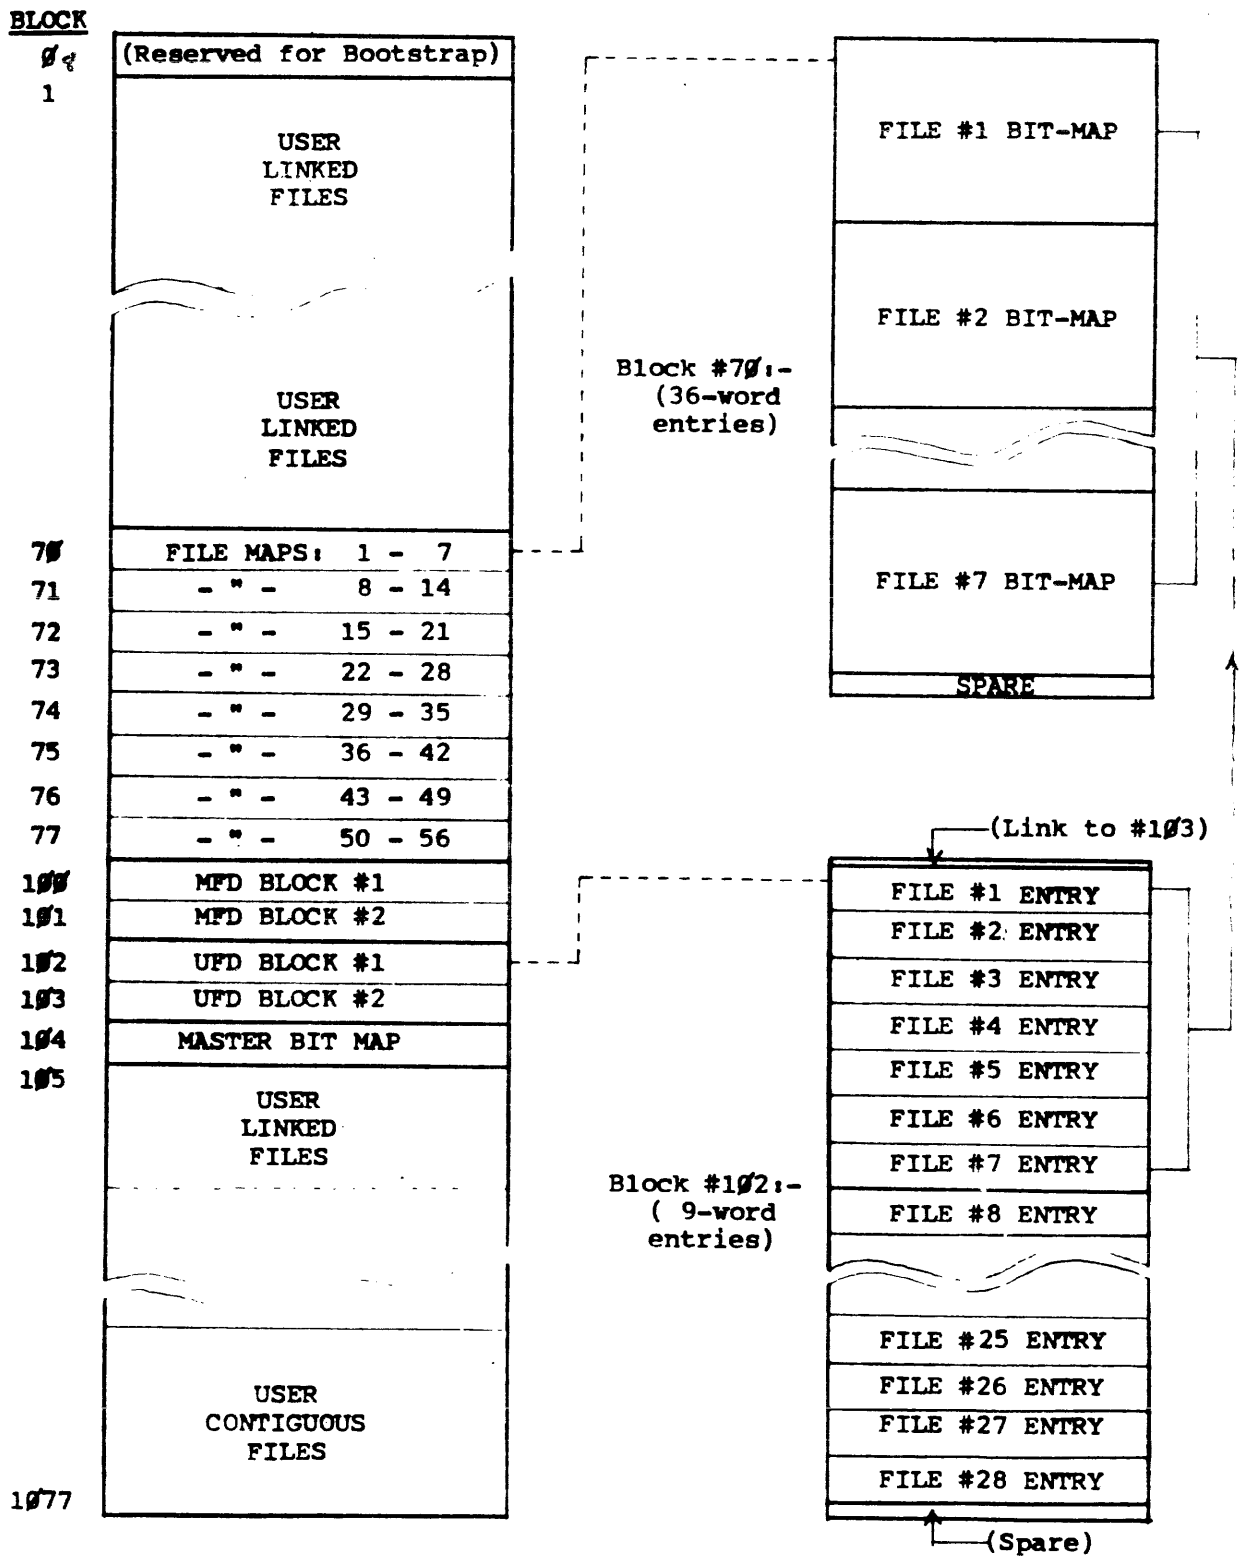 BLOCK
Ø (Reserved for Bootstrap)
1
USER
LINKED
FILES
USER
LINKED
FILES
7Ø FILE MAPS: 1 - 7
71 - " - 8 - 14
72 - " - 15 - 21
73 - " - 22 - 28
74 - " - 29 - 35
75 - " - 36 - 42
76 - " - 43 - 49
77 - " - 50 - 56
1ØØ MFD BLOCK #1
1Ø1 MFD BLOCK #2
1Ø2 UFD BLOCK #1
1Ø3 UFD BLOCK #2
1Ø4 MASTER BIT MAP
1Ø5
USER
LINKED
FILES
USER
CONTIGUOUS
FILES
1Ø77
Block #7Ø:-
(36-word
entries)
FILE #1 BIT-MAP
FILE #2 BIT-MAP
FILE #7 BIT-MAP
SPARE
Block #1Ø2:-
( 9-word
entries)
(Link to #1Ø3)
FILE #1 ENTRY
FILE #2 ENTRY
FILE #3 ENTRY
FILE #4 ENTRY
FILE #5 ENTRY
FILE #6 ENTRY
FILE #7 ENTRY
FILE #8 ENTRY
FILE #25 ENTRY
FILE #26 ENTRY
FILE #27 ENTRY
FILE #28 ENTRY
(Spare)